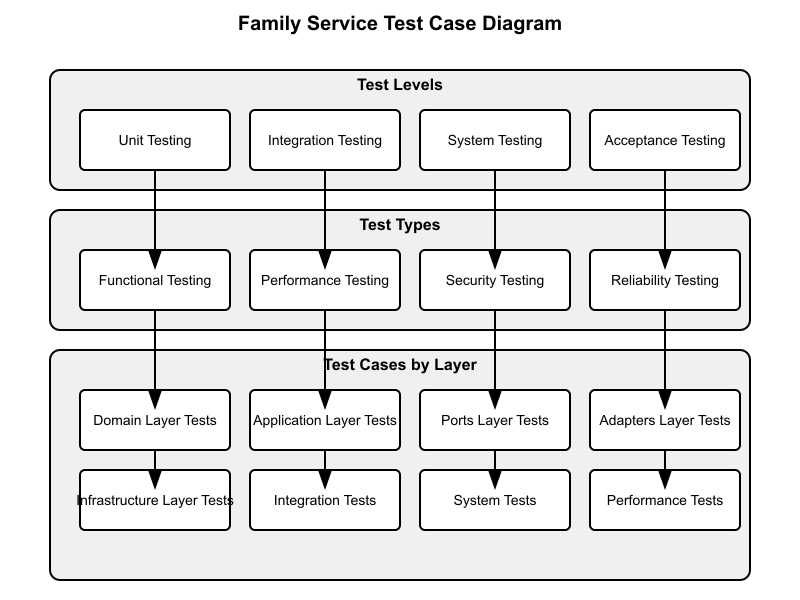 Family Service Test Case Diagram
Test Levels
Unit Testing
Integration Testing
System Testing
Acceptance Testing
Test Types
Functional Testing
Performance Testing
Security Testing
Reliability Testing
Test Cases by Layer
Domain Layer Tests
Application Layer Tests
Ports Layer Tests
Adapters Layer Tests
Infrastructure Layer Tests
Integration Tests
System Tests
Performance Tests